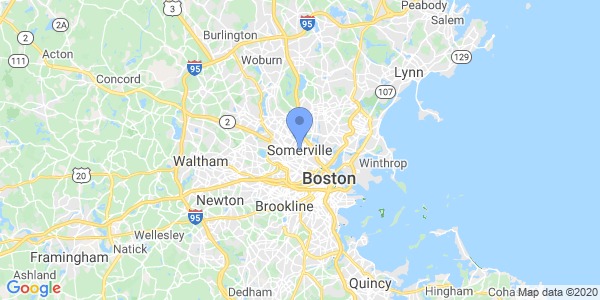 Peabody
3
95
Salem
Burlington
2
Acton
129
111
Woburn
95
Lynn
Concord
107
2
Somerville
Waltham
Winthrop
20
Boston
Newton
Brookline
95
Wellesley
Natick
Framingham
Ashland
Quincy
Google
Dedham
Hingham
Coha
Map data ©2020